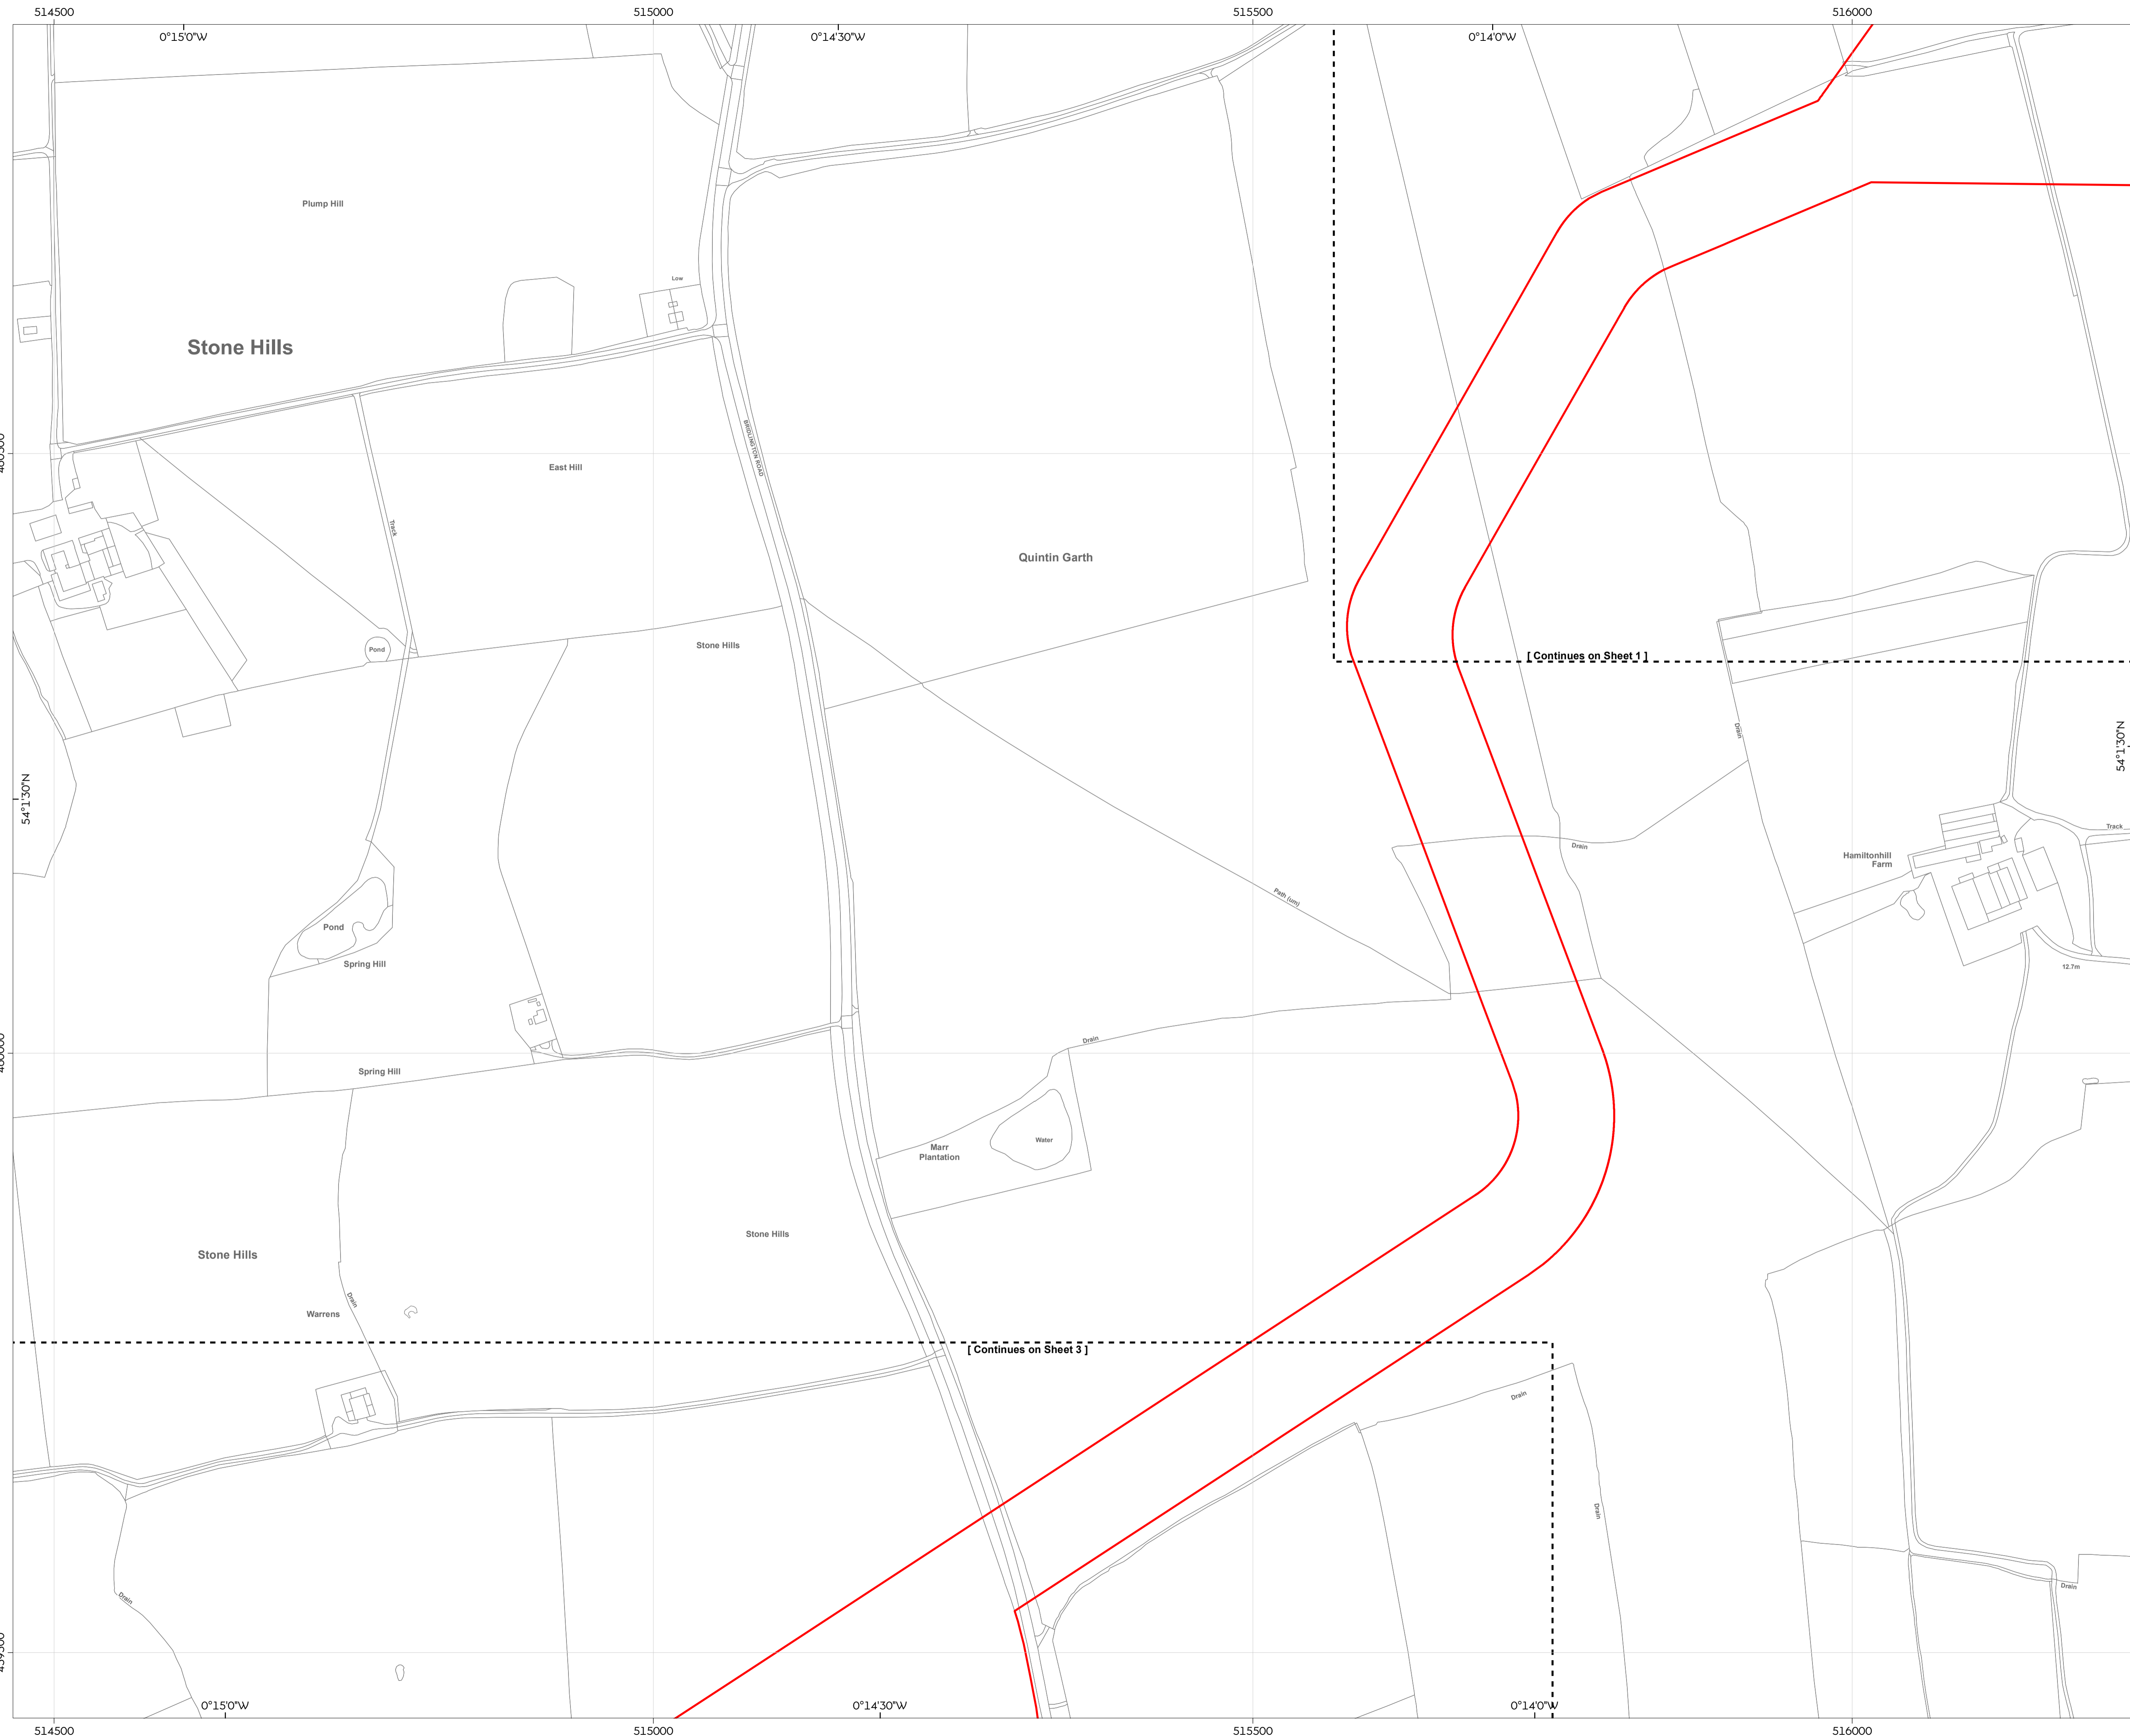 514500
515000
515500
516000
0°15'0"W
0°14'30"W
0°14'0"W
Plump Hill
Low
Stone Hills
BRIDLINGTON ROAD
East Hill
Track
Quintin Garth
Stone Hills
Pond
[ Continues on Sheet 1 ]
Drain
54°1'30"N
54°1'30"N
Track
Drain
Hamiltonhill
Farm
Path (um)
Pond
Spring Hill
12.7m
Drain
Spring Hill
Water
Marr
Plantation
Stone Hills
Stone Hills
Drain
Warrens
[ Continues on Sheet 3 ]
Drain
Drain
Drain
Drain
0°15'0"W
0°14'30"W
0°14'0"W
514500
515000
515500
516000